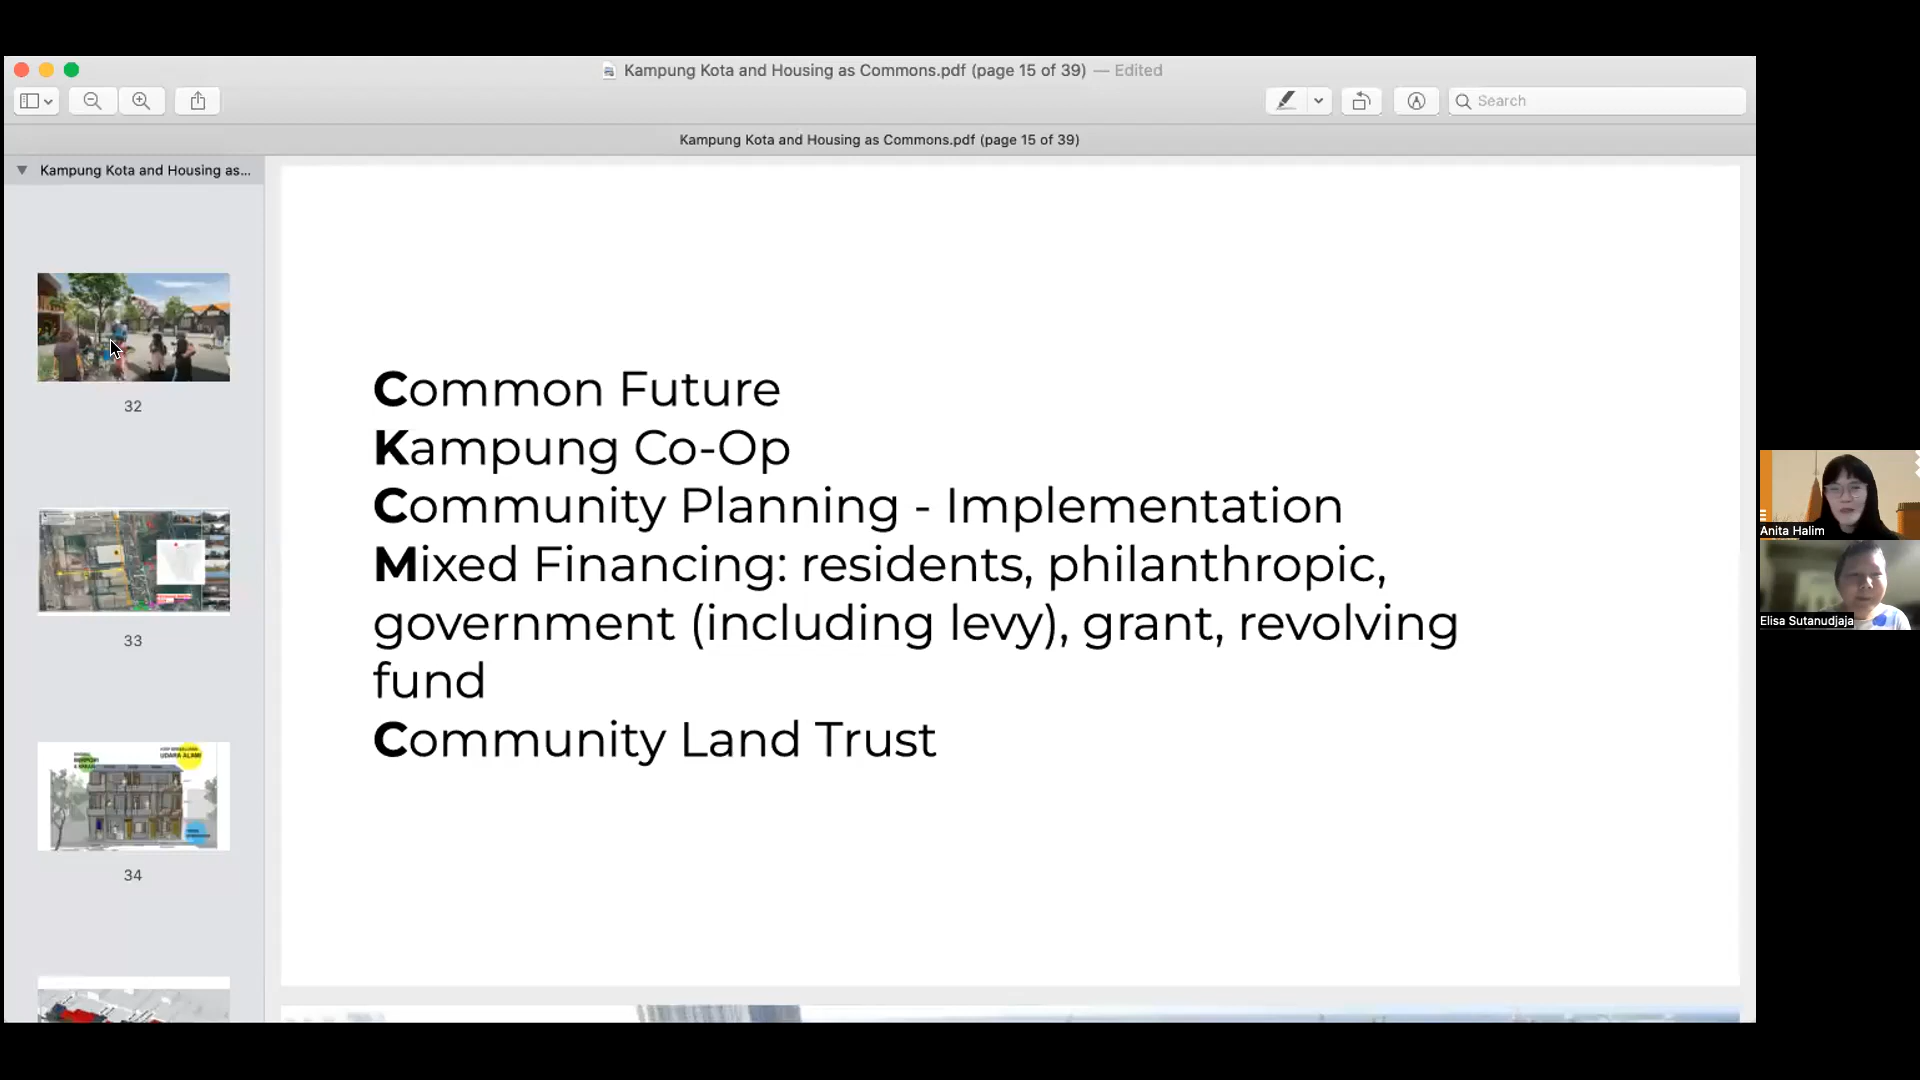 Kampung Kota and Housing as Commons.pdf (page 15 of 39) — Edited
Search
Kampung Kota and Housing as Commons.pdf (page 15 of 39)
Kampung Kota and Housing as...
32
33
UDARA ALAMI
34
Common Future
Kampung Co-Op
Community Planning - Implementation
Mixed Financing: residents, philanthropic,
government (including levy), grant, revolving
fund
Community Land Trust
Anita Halim
Elisa Sutanudjaja